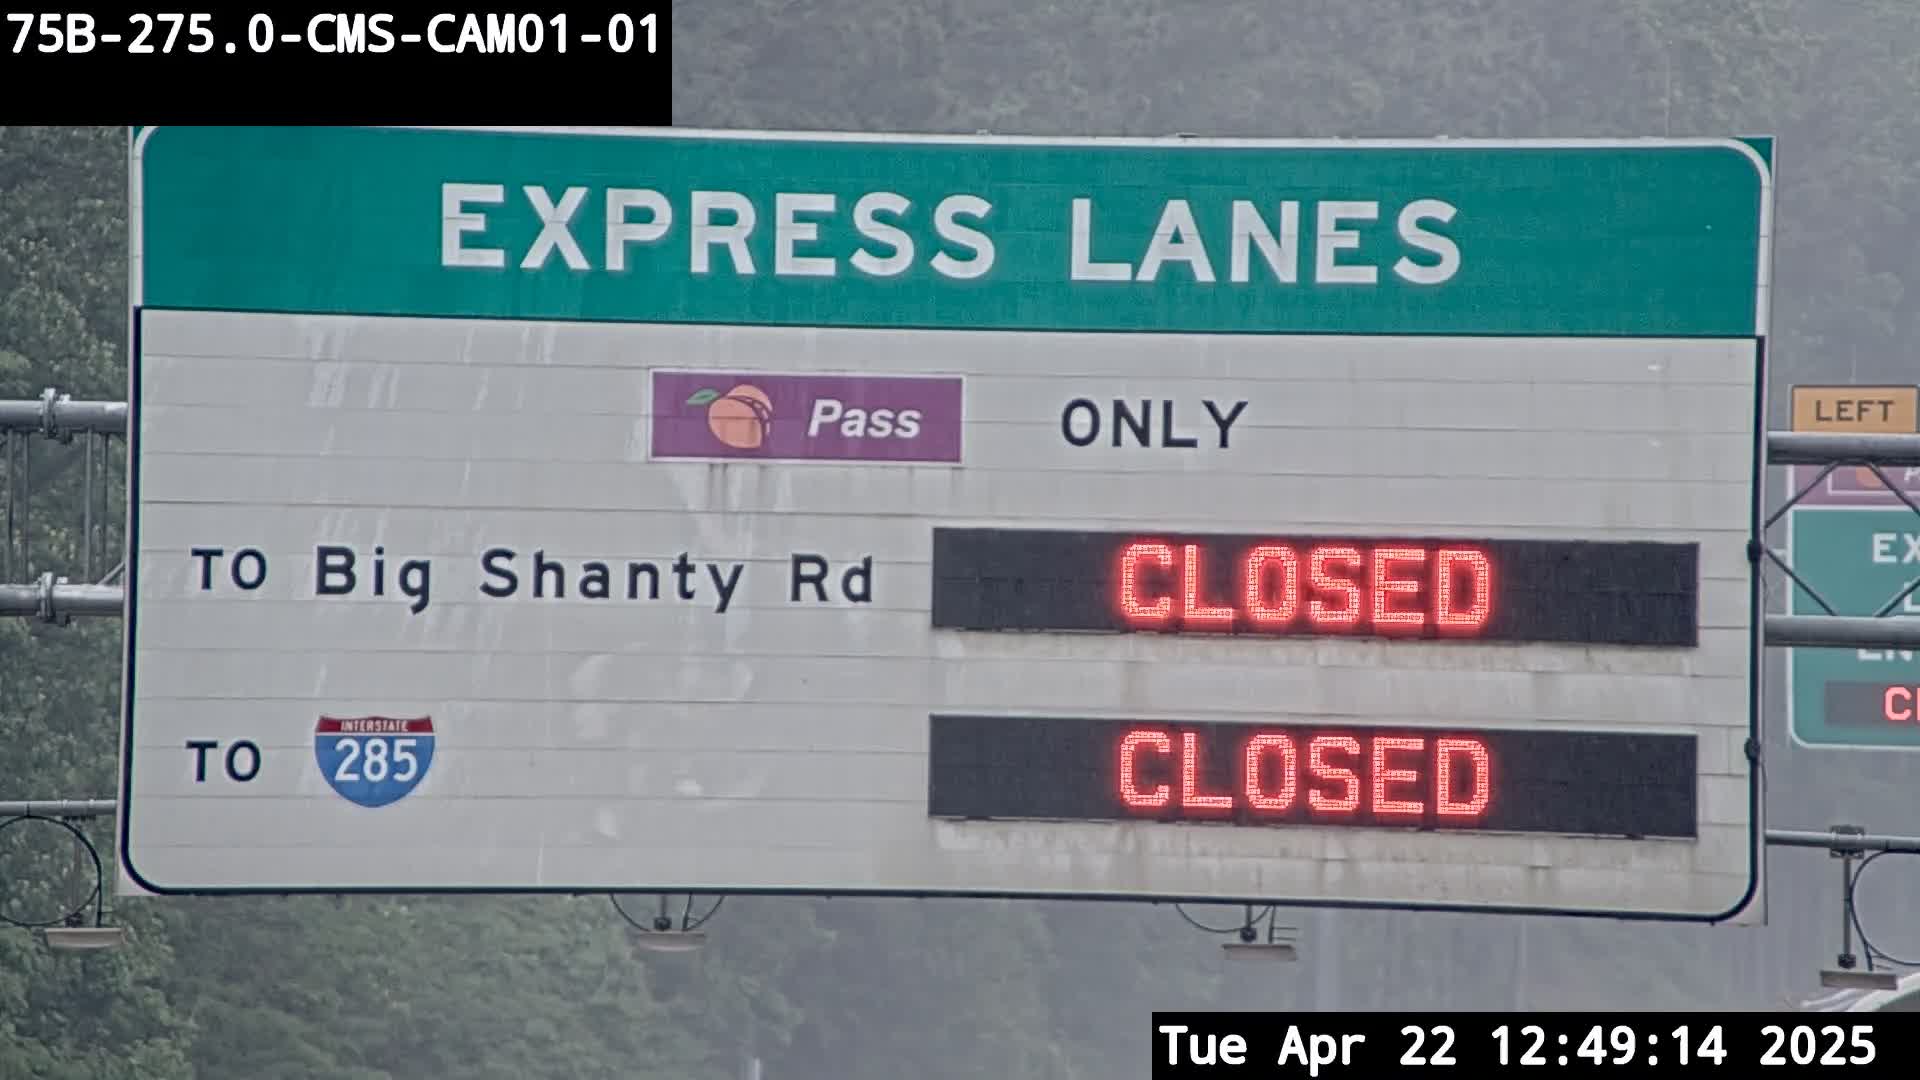 75B-275.0-CMS-CAM01-01
EXPRESS LANES
Pass ONLY
LEFT
TO Big Shanty Rd CLOSED
TO INTERSTATE 285 CLOSED
Tue Apr 22 12:49:14 2025